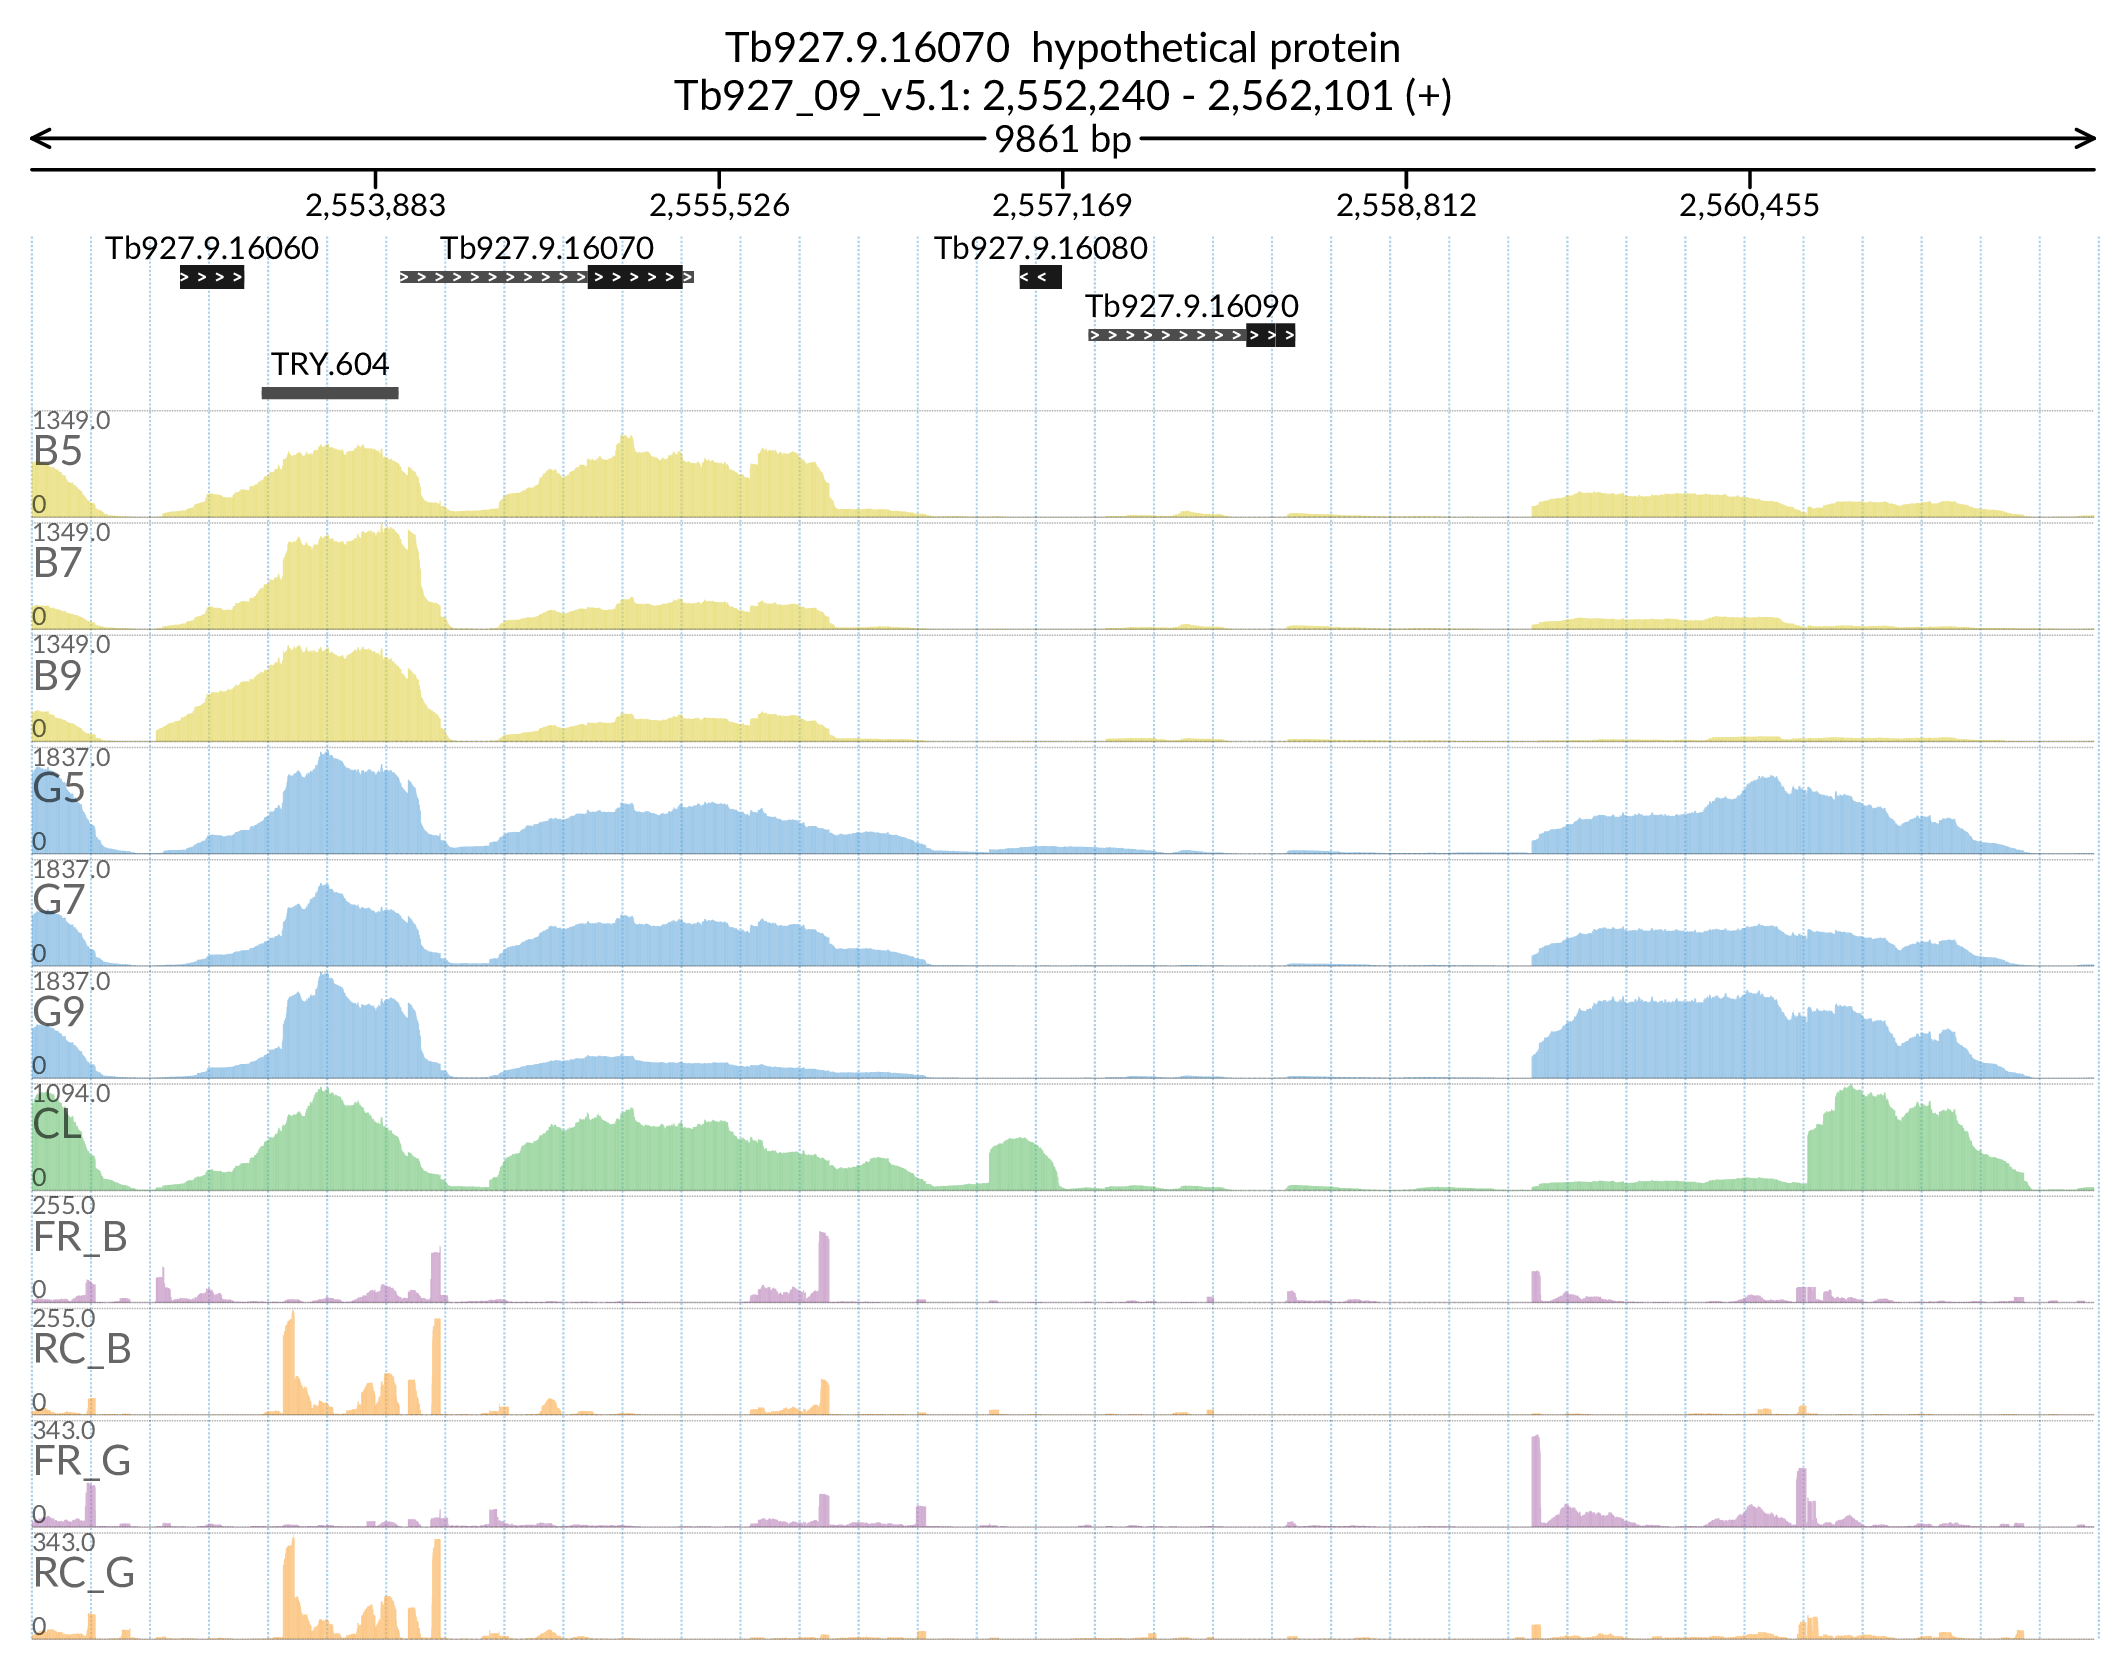 Tb927.9.16070  hypothetical protein
Tb927_09_v5.1: 2,552,240 - 2,562,101 (+)
9861 bp
2,553,883 2,555,526 2,557,169 2,558,812 2,560,455
Tb927.9.16060 Tb927.9.16070 Tb927.9.16080
Tb927.9.16090
TRY.604
1349.0
B5
0
1349.0
B7
0
1349.0
B9
0
1837.0
G5
0
1837.0
G7
0
1837.0
G9
0
1094.0
CL
0
255.0
FR_B
0
255.0
RC_B
0
343.0
FR_G
0
343.0
RC_G
0